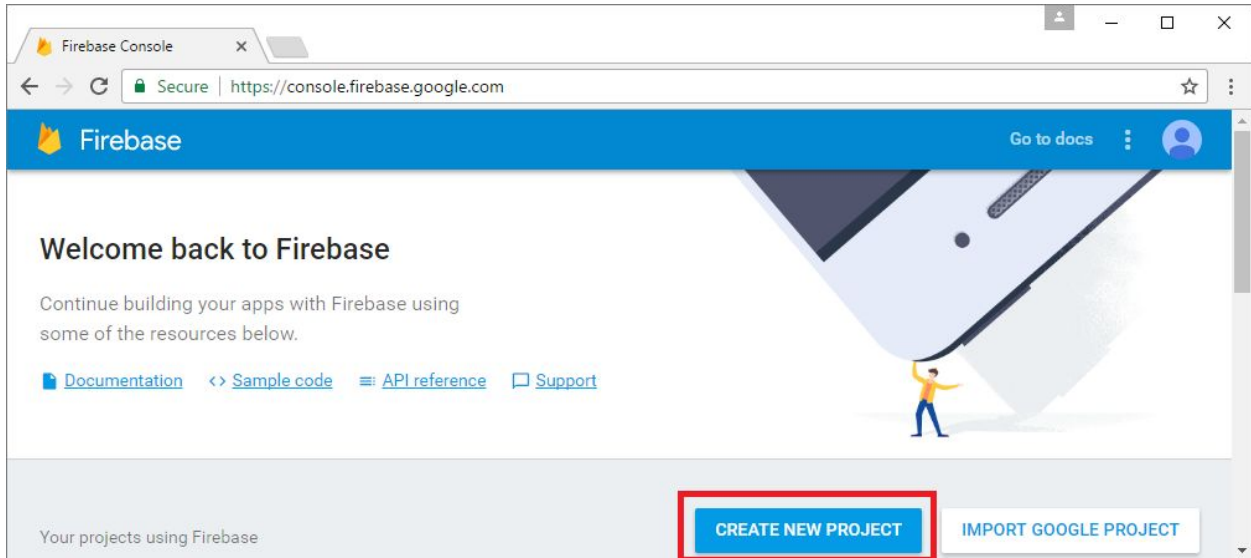 Firebase Console
Secure | https://console.firebase.google.com
Firebase
Go to docs
Welcome back to Firebase
Continue building your apps with Firebase using
some of the resources below.
Documentation <> Sample code API reference Support
Your projects using Firebase
CREATE NEW PROJECT
IMPORT GOOGLE PROJECT